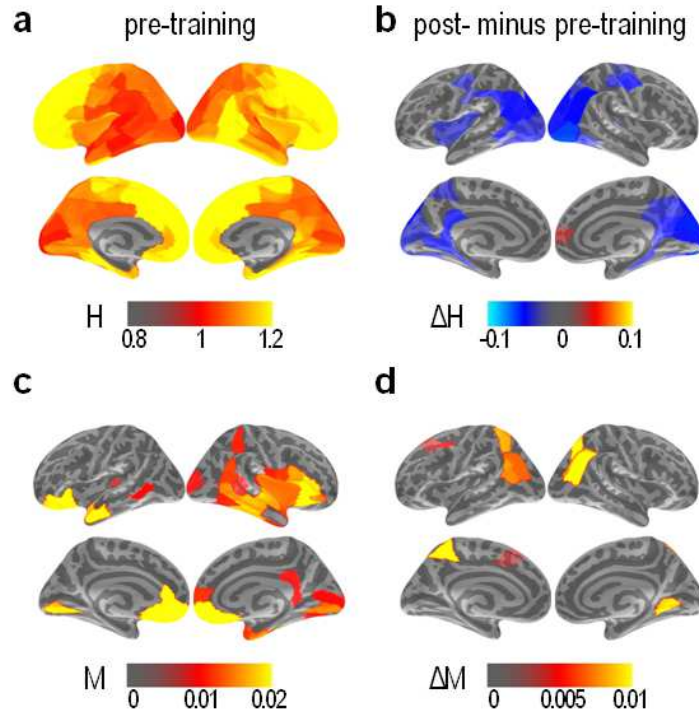 a pre-training
b post- minus pre-training
H
0.8 1 1.2
ΔH
-0.1 0 0.1
c
d
M
0 0.01 0.02
ΔM
0 0.005 0.01